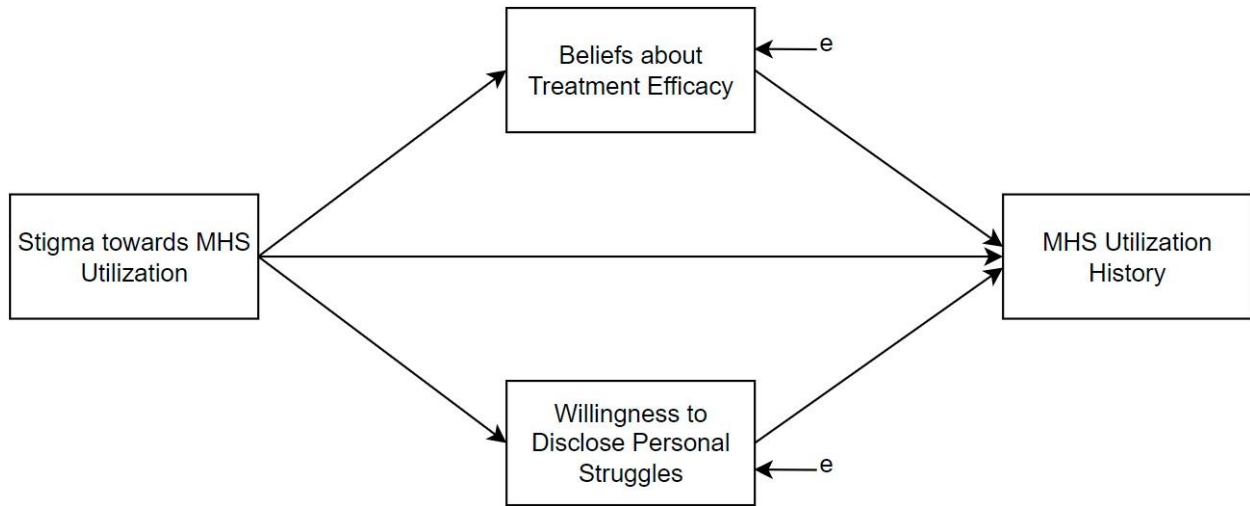 Beliefs about
Treatment Efficacy
e
Stigma towards MHS
Utilization
MHS Utilization
History
Willingness to
Disclose Personal
Struggles
e